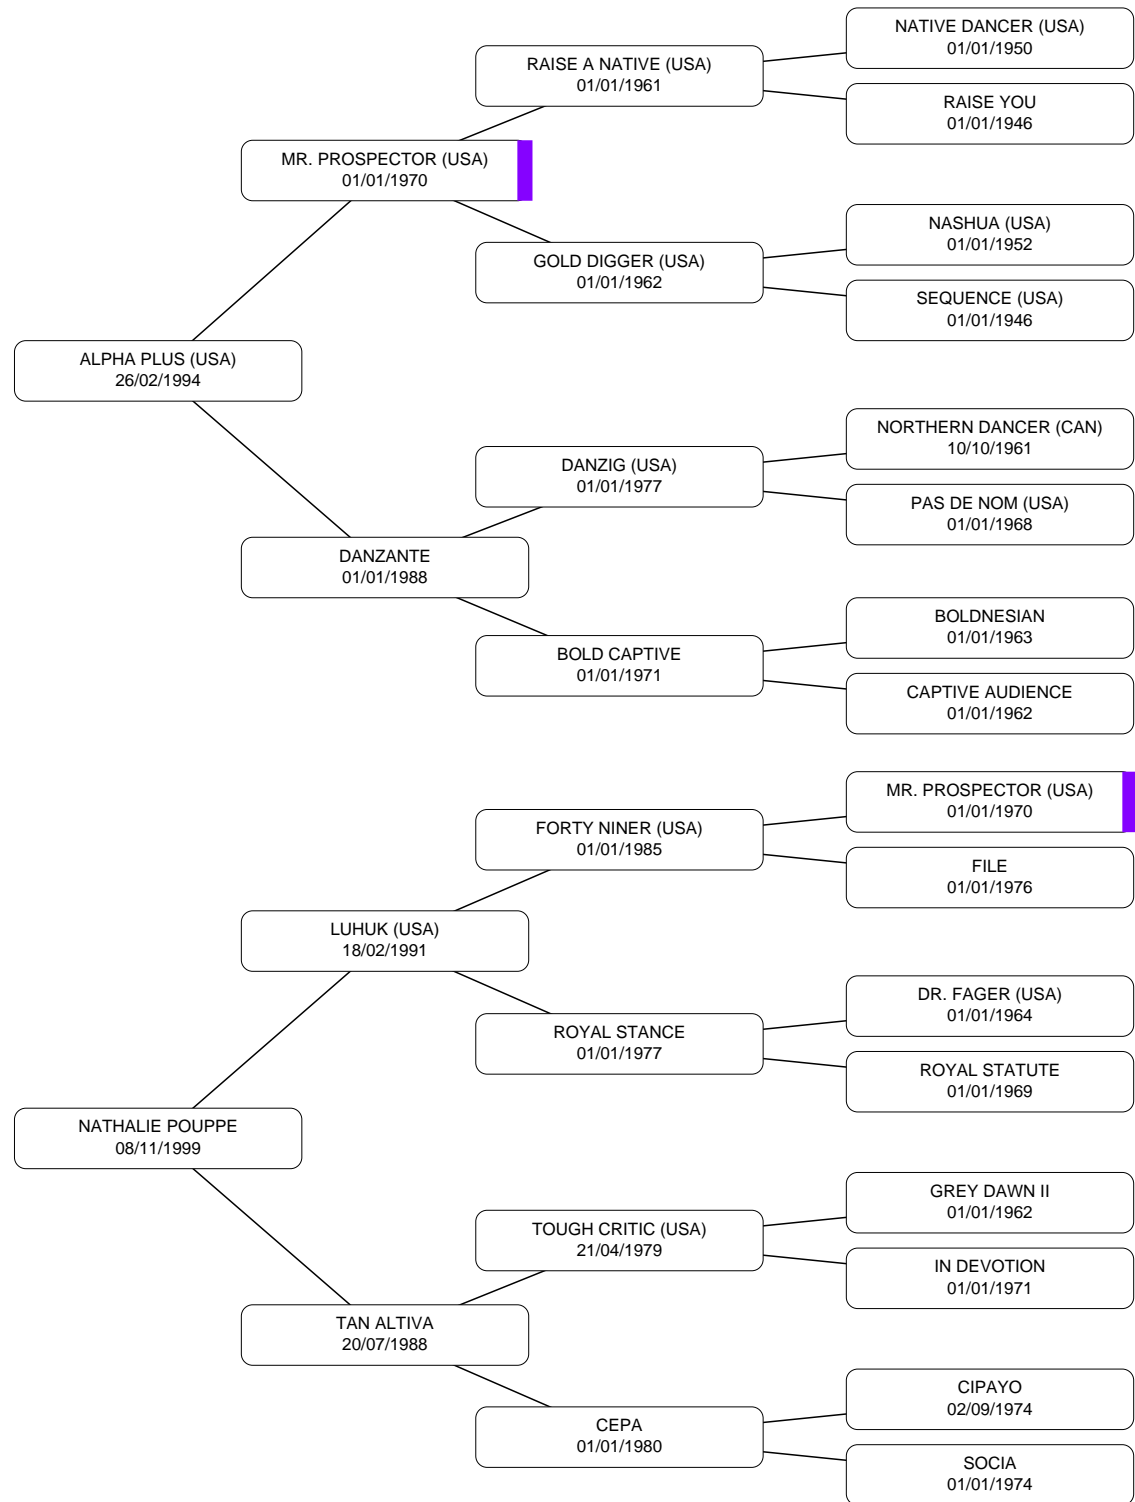 NATIVE DANCER (USA)
01/01/1950
RAISE A NATIVE (USA)
01/01/1961
RAISE YOU
01/01/1946
MR. PROSPECTOR (USA)
01/01/1970
NASHUA (USA)
01/01/1952
GOLD DIGGER (USA)
01/01/1962
SEQUENCE (USA)
01/01/1946
ALPHA PLUS (USA)
26/02/1994
NORTHERN DANCER (CAN)
10/10/1961
DANZIG (USA)
01/01/1977
PAS DE NOM (USA)
01/01/1968
DANZANTE
01/01/1988
BOLDNESIAN
01/01/1963
BOLD CAPTIVE
01/01/1971
CAPTIVE AUDIENCE
01/01/1962
MR. PROSPECTOR (USA)
01/01/1970
FORTY NINER (USA)
01/01/1985
FILE
01/01/1976
LUHUK (USA)
18/02/1991
DR. FAGER (USA)
01/01/1964
ROYAL STANCE
01/01/1977
ROYAL STATUTE
01/01/1969
NATHALIE POUPPE
08/11/1999
GREY DAWN II
01/01/1962
TOUGH CRITIC (USA)
21/04/1979
IN DEVOTION
01/01/1971
TAN ALTIVA
20/07/1988
CIPAYO
02/09/1974
CEPA
01/01/1980
SOCIA
01/01/1974